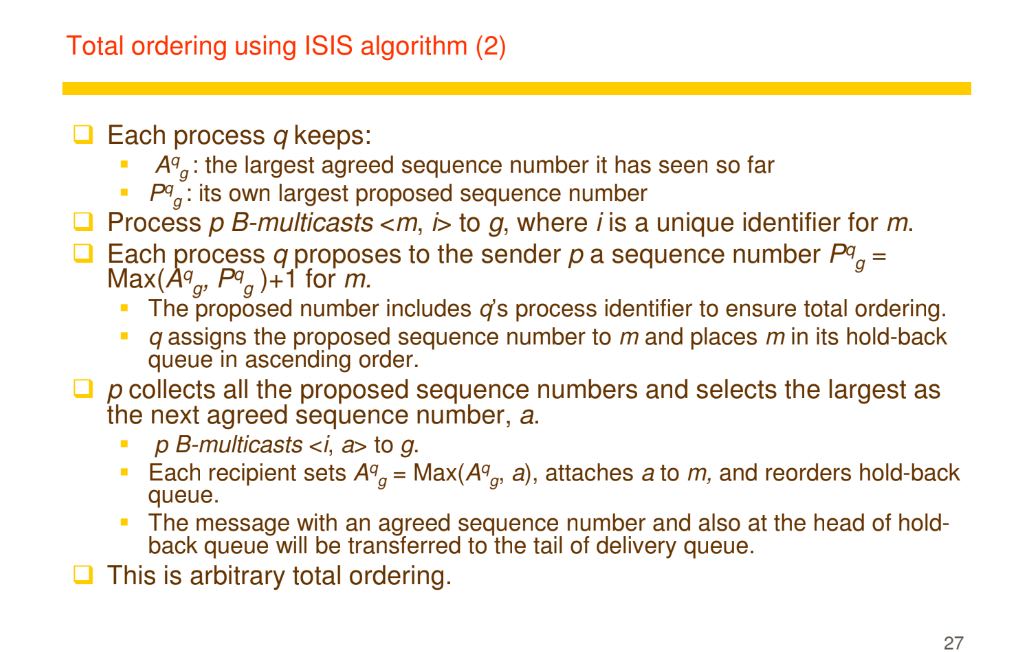 Total ordering using ISIS algorithm (2)
❑ Each process q keeps:
▪ A^q_g : the largest agreed sequence number it has seen so far
▪ P^q_g : its own largest proposed sequence number
❑ Process p B-multicasts <m, i> to g, where i is a unique identifier for m.
❑ Each process q proposes to the sender p a sequence number P^q_g =
Max(A^q_g, P^q_g )+1 for m.
▪ The proposed number includes q's process identifier to ensure total ordering.
▪ q assigns the proposed sequence number to m and places m in its hold-back
queue in ascending order.
❑ p collects all the proposed sequence numbers and selects the largest as
the next agreed sequence number, a.
▪ p B-multicasts <i, a> to g.
▪ Each recipient sets A^q_g = Max(A^q_g, a), attaches a to m, and reorders hold-back
queue.
▪ The message with an agreed sequence number and also at the head of hold-
back queue will be transferred to the tail of delivery queue.
❑ This is arbitrary total ordering.
27